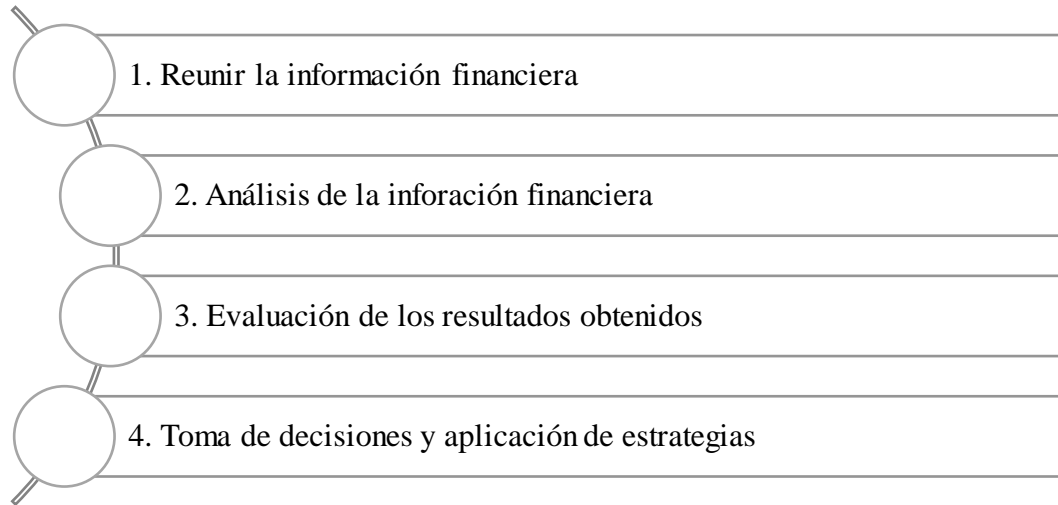 1. Reunir la información financiera
2. Análisis de la inforación financiera
3. Evaluación de los resultados obtenidos
4. Toma de decisiones y aplicación de estrategias